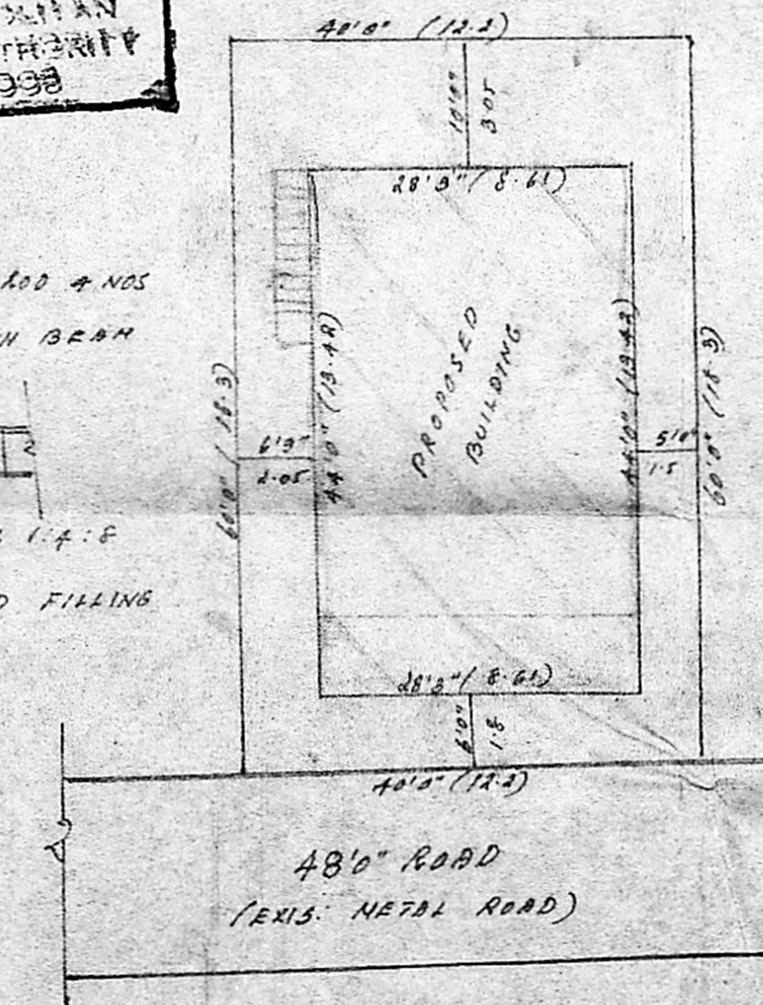 THORITY
40'0" (12.2)
10'0"
3.05
28'3" (8.61)
ROD 4 NOS
BEAM
PROPOSED
BUILDING
44'0" (13.42)
44'0" (13.42)
60'0" (18.3)
60'0" (18.3)
6'9"
2.05
5'0"
1.5
1:4:8
FILLING
28'3" (8.61)
6'0"
1.8
40'0" (12.2)
48'0" ROAD
(EXIS: METAL ROAD)